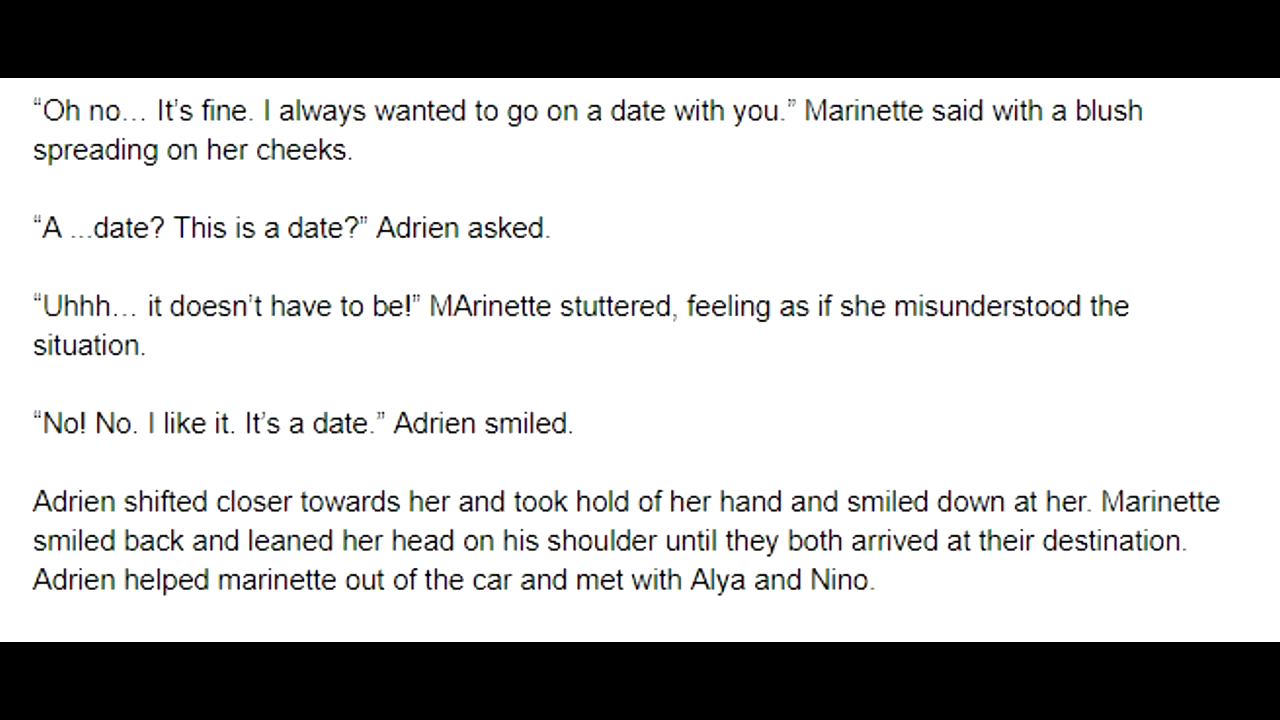 “Oh no… It’s fine. I always wanted to go on a date with you.” Marinette said with a blush
spreading on her cheeks.
“A …date? This is a date?” Adrien asked.
“Uhhh… it doesn’t have to be!” MArinette stuttered, feeling as if she misunderstood the
situation.
“No! No. I like it. It’s a date.” Adrien smiled.
Adrien shifted closer towards her and took hold of her hand and smiled down at her. Marinette
smiled back and leaned her head on his shoulder until they both arrived at their destination.
Adrien helped marinette out of the car and met with Alya and Nino.